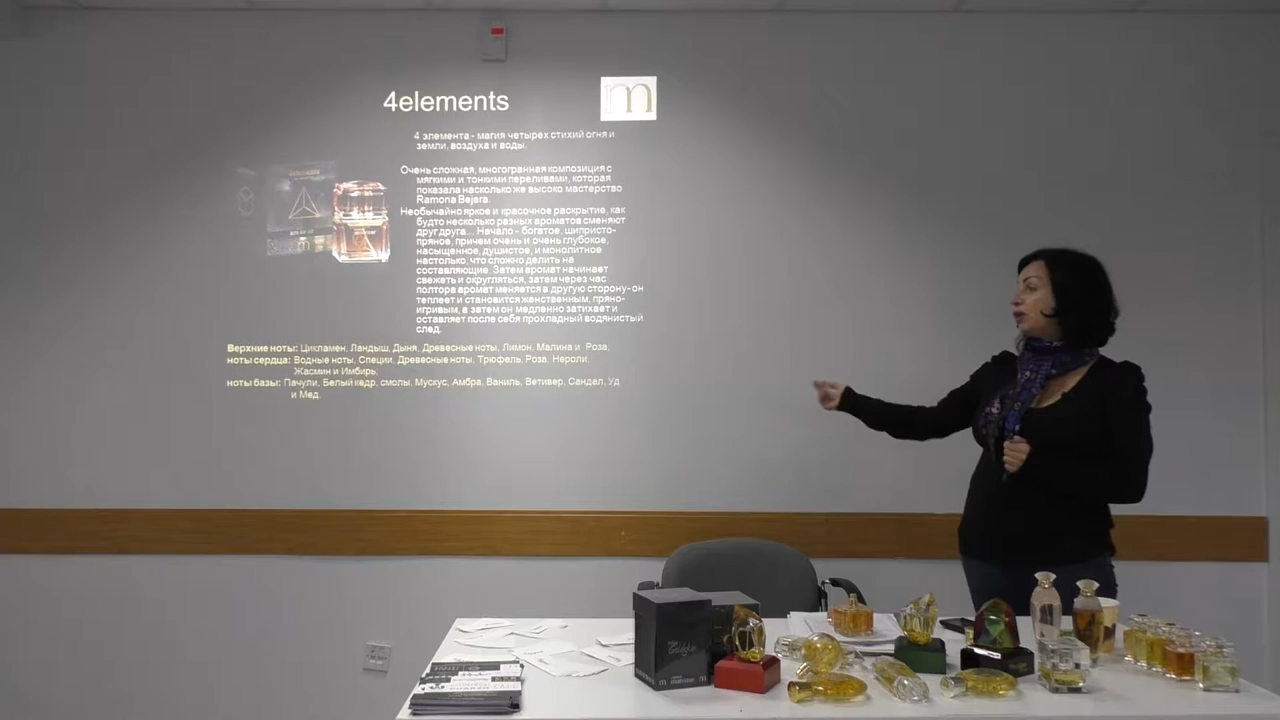 4elements
m
4 элемента - магия четырех стихий огня и
земли, воздуха и воды.
Очень сложная, многогранная композиция с
мягкими и тонкими переливами, которая
показала насколько же высоко мастерство
Ramona Bejara.
Необычайно яркое и красочное раскрытие, как
будто несколько разных ароматов сменяют
друг друга... Начало - богатое, шипристо-
пряное, причем очень и очень глубокое,
насыщенное, душистое, и монолитное
настолько, что сложно делить на
составляющие. Затем аромат начинает
свежеть и округляться, затем через час
полтора аромат меняется в другую сторону- он
теплеет и становится женственным, пряно-
игривым, а затем он медленно затихает и
оставляет после себя прохладный водянистый
след.
Верхние ноты: Цикламен, Ландыш, Дыня, Древесные ноты, Лимон, Малина и Роза;
ноты сердца: Водные ноты, Специи, Древесные ноты, Трюфель, Роза, Нероли,
Жасмин и Имбирь;
ноты базы: Пачули, Белый кедр, смолы, Мускус, Амбра, Ваниль, Ветивер, Сандал, Уд
и Мед.